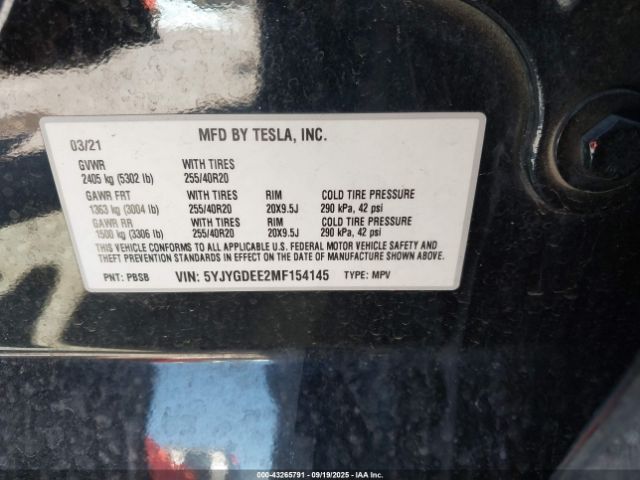 03/21 MFD BY TESLA, INC.
GVWR WITH TIRES
2405 kg (5302 lb) 255/40R20
GAWR FRT WITH TIRES RIM COLD TIRE PRESSURE
1363 kg (3004 lb) 255/40R20 20X9.5J 290 kPa, 42 psi
GAWR RR WITH TIRES RIM COLD TIRE PRESSURE
1500 kg (3306 lb) 255/40R20 20X9.5J 290 kPa, 42 psi
THIS VEHICLE CONFORMS TO ALL APPLICABLE U.S. FEDERAL MOTOR VEHICLE SAFETY AND
THEFT PREVENTION STANDARDS IN EFFECT ON THE DATE OF MANUFACTURE SHOWN ABOVE.
PNT: PBSB VIN: 5YJYGDEE2MF154145 TYPE: MPV
000-43265791 - 09/19/2025 - IAA Inc.